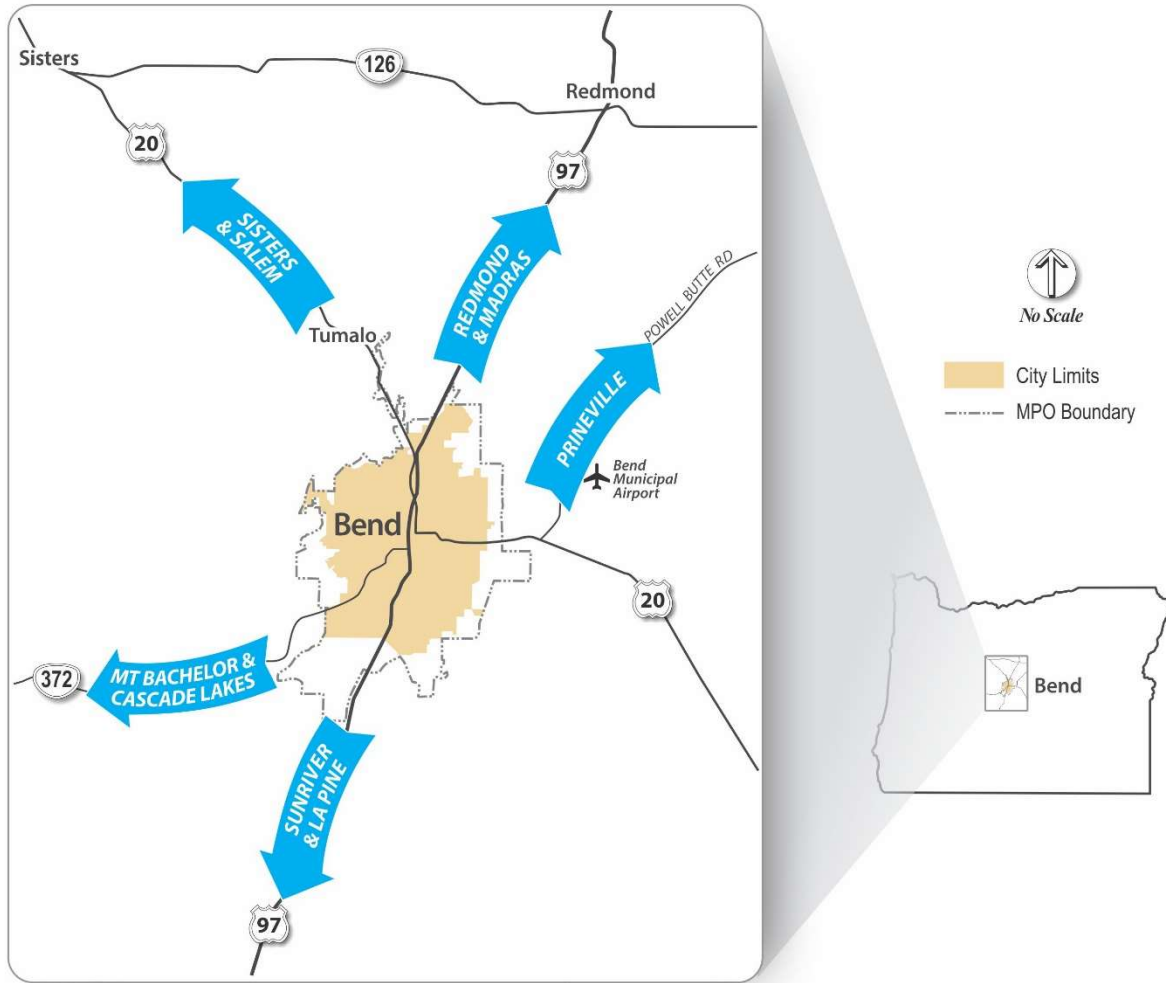 Sisters
126
Redmond
20
97
SISTERS
& SALEM
REDMOND
& MADRAS
POWELL BUTTE RD
Tumalo
PRINEVILLE
Bend
Municipal
Airport
Bend
20
MT BACHELOR &
CASCADE LAKES
372
SUNRIVER
& LA PINE
97
No Scale
City Limits
MPO Boundary
Bend